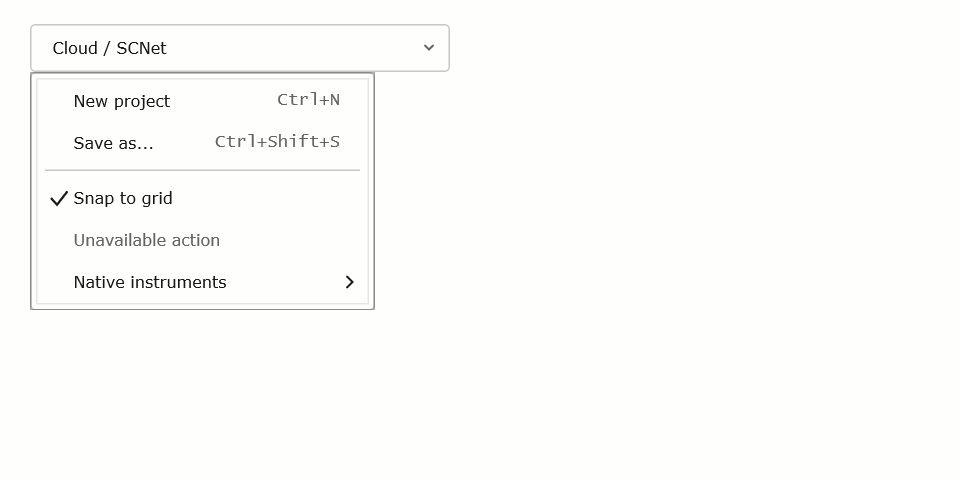 Cloud / SCNet
New project Ctrl+N
Save as... Ctrl+Shift+S
Snap to grid
Unavailable action
Native instruments